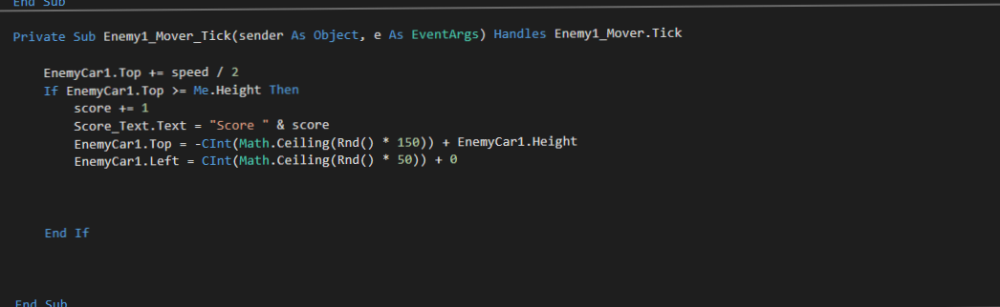 End Sub
Private Sub Enemy1_Mover_Tick(sender As Object, e As EventArgs) Handles Enemy1_Mover.Tick
EnemyCar1.Top += speed / 2
If EnemyCar1.Top >= Me.Height Then
score += 1
Score_Text.Text = "Score " & score
EnemyCar1.Top = -CInt(Math.Ceiling(Rnd() * 150)) + EnemyCar1.Height
EnemyCar1.Left = CInt(Math.Ceiling(Rnd() * 50)) + 0
End If
End Sub